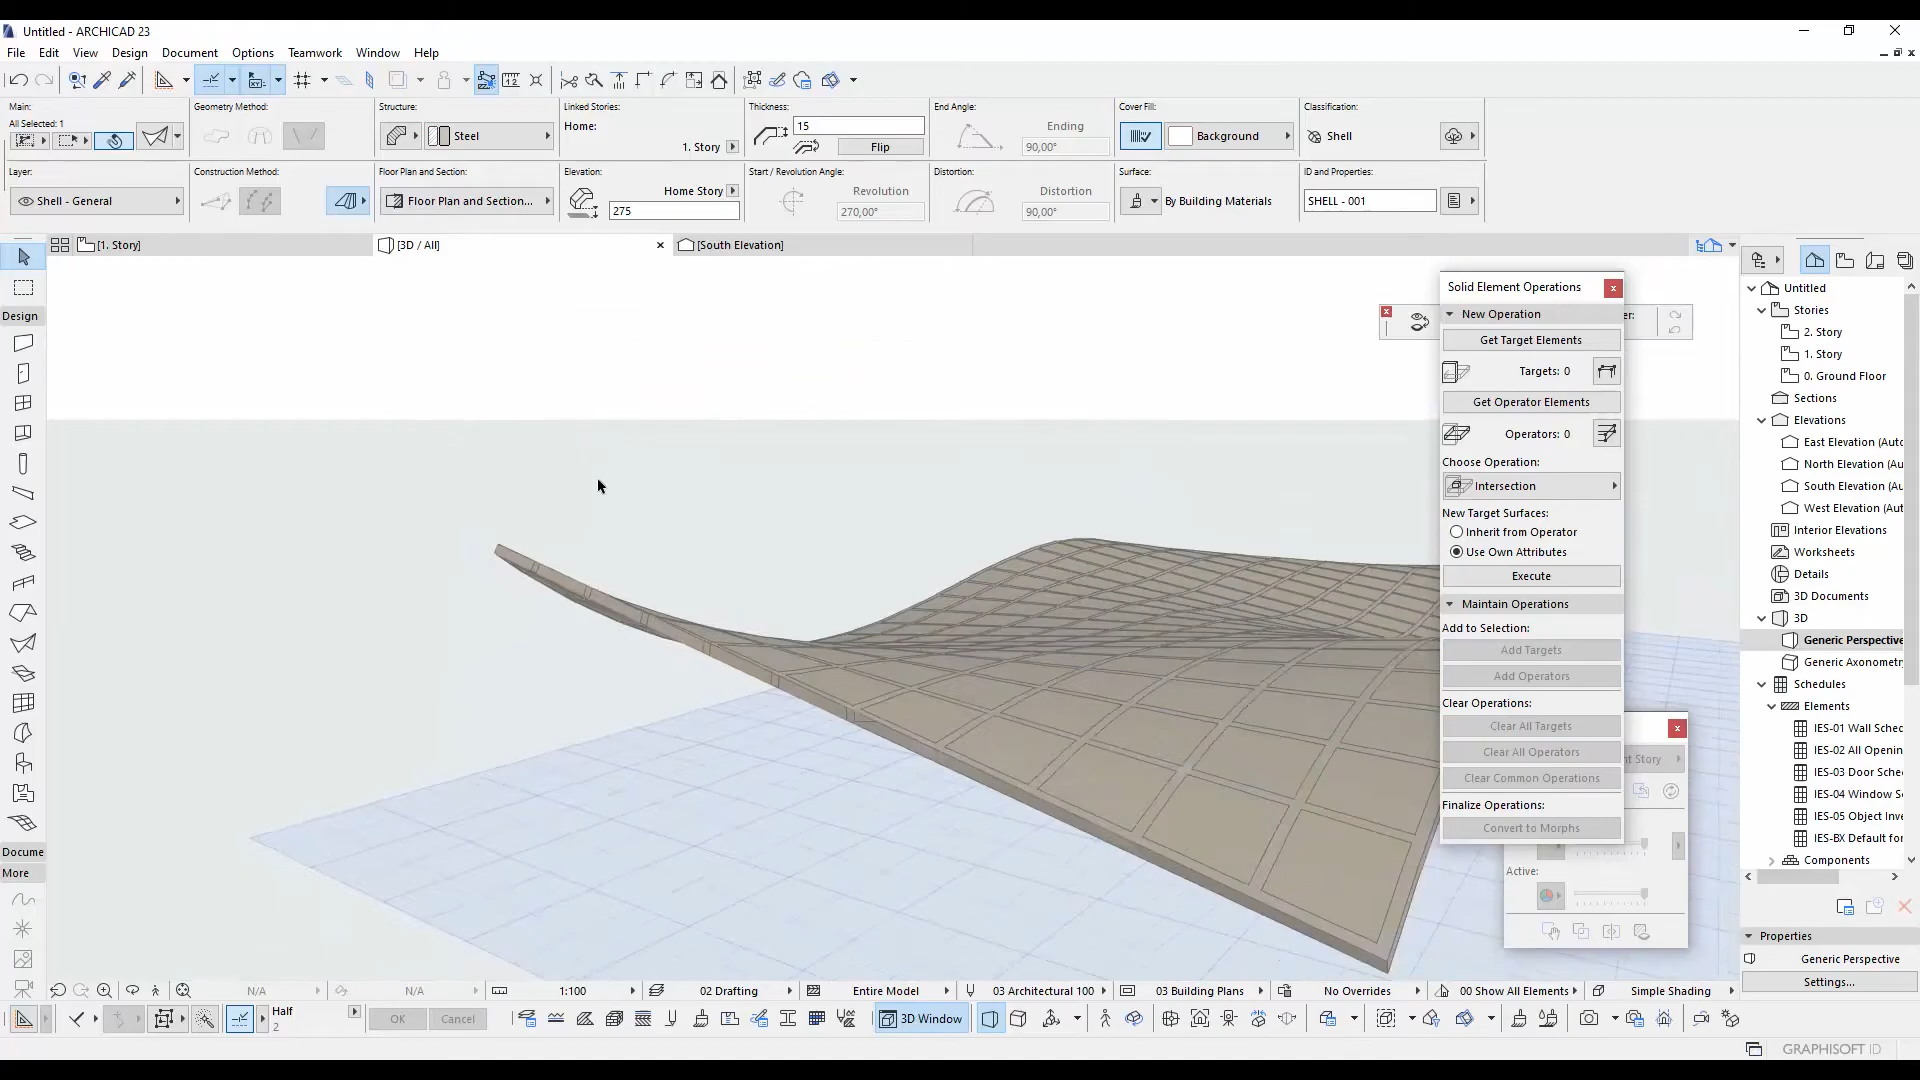 Untitled - ARCHICAD 23
File Edit View Design Document Options Teamwork Window Help
Main:
All Selected: 1
Geometry Method:
Structure:
Steel
Linked Stories:
Home:
1. Story
Thickness:
15
Flip
End Angle:
Ending
90,00°
Cover Fill:
Background
Classification:
Shell
Layer:
Shell - General
Construction Method:
Floor Plan and Section:
Floor Plan and Section...
Elevation:
Home Story
275
Start / Revolution Angle:
Revolution
270,00°
Distortion:
Distortion
90,00°
Surface:
By Building Materials
ID and Properties:
SHELL - 001
[1. Story]
[3D / All]
[South Elevation]
Design
Docume
More
Solid Element Operations
New Operation
Get Target Elements
Targets: 0
Get Operator Elements
Operators: 0
Choose Operation:
Intersection
New Target Surfaces:
Inherit from Operator
Use Own Attributes
Execute
Maintain Operations
Add to Selection:
Add Targets
Add Operators
Clear Operations:
Clear All Targets
Clear All Operators
Clear Common Operations
Finalize Operations:
Convert to Morphs
er:
nt Story
Active:
Untitled
Stories
2. Story
1. Story
0. Ground Floor
Sections
Elevations
East Elevation (Auto
North Elevation (Au
South Elevation (Au
West Elevation (Aut
Interior Elevations
Worksheets
Details
3D Documents
3D
Generic Perspective
Generic Axonometr
Schedules
Elements
IES-01 Wall Sched
IES-02 All Openin
IES-03 Door Sche
IES-04 Window S
IES-05 Object Inve
IES-BX Default for
Components
Properties
Generic Perspective
Settings...
N/A
N/A
1:100
02 Drafting
Entire Model
03 Architectural 100
03 Building Plans
No Overrides
00 Show All Elements
Simple Shading
Half
2
OK
Cancel
3D Window
GRAPHISOFT ID